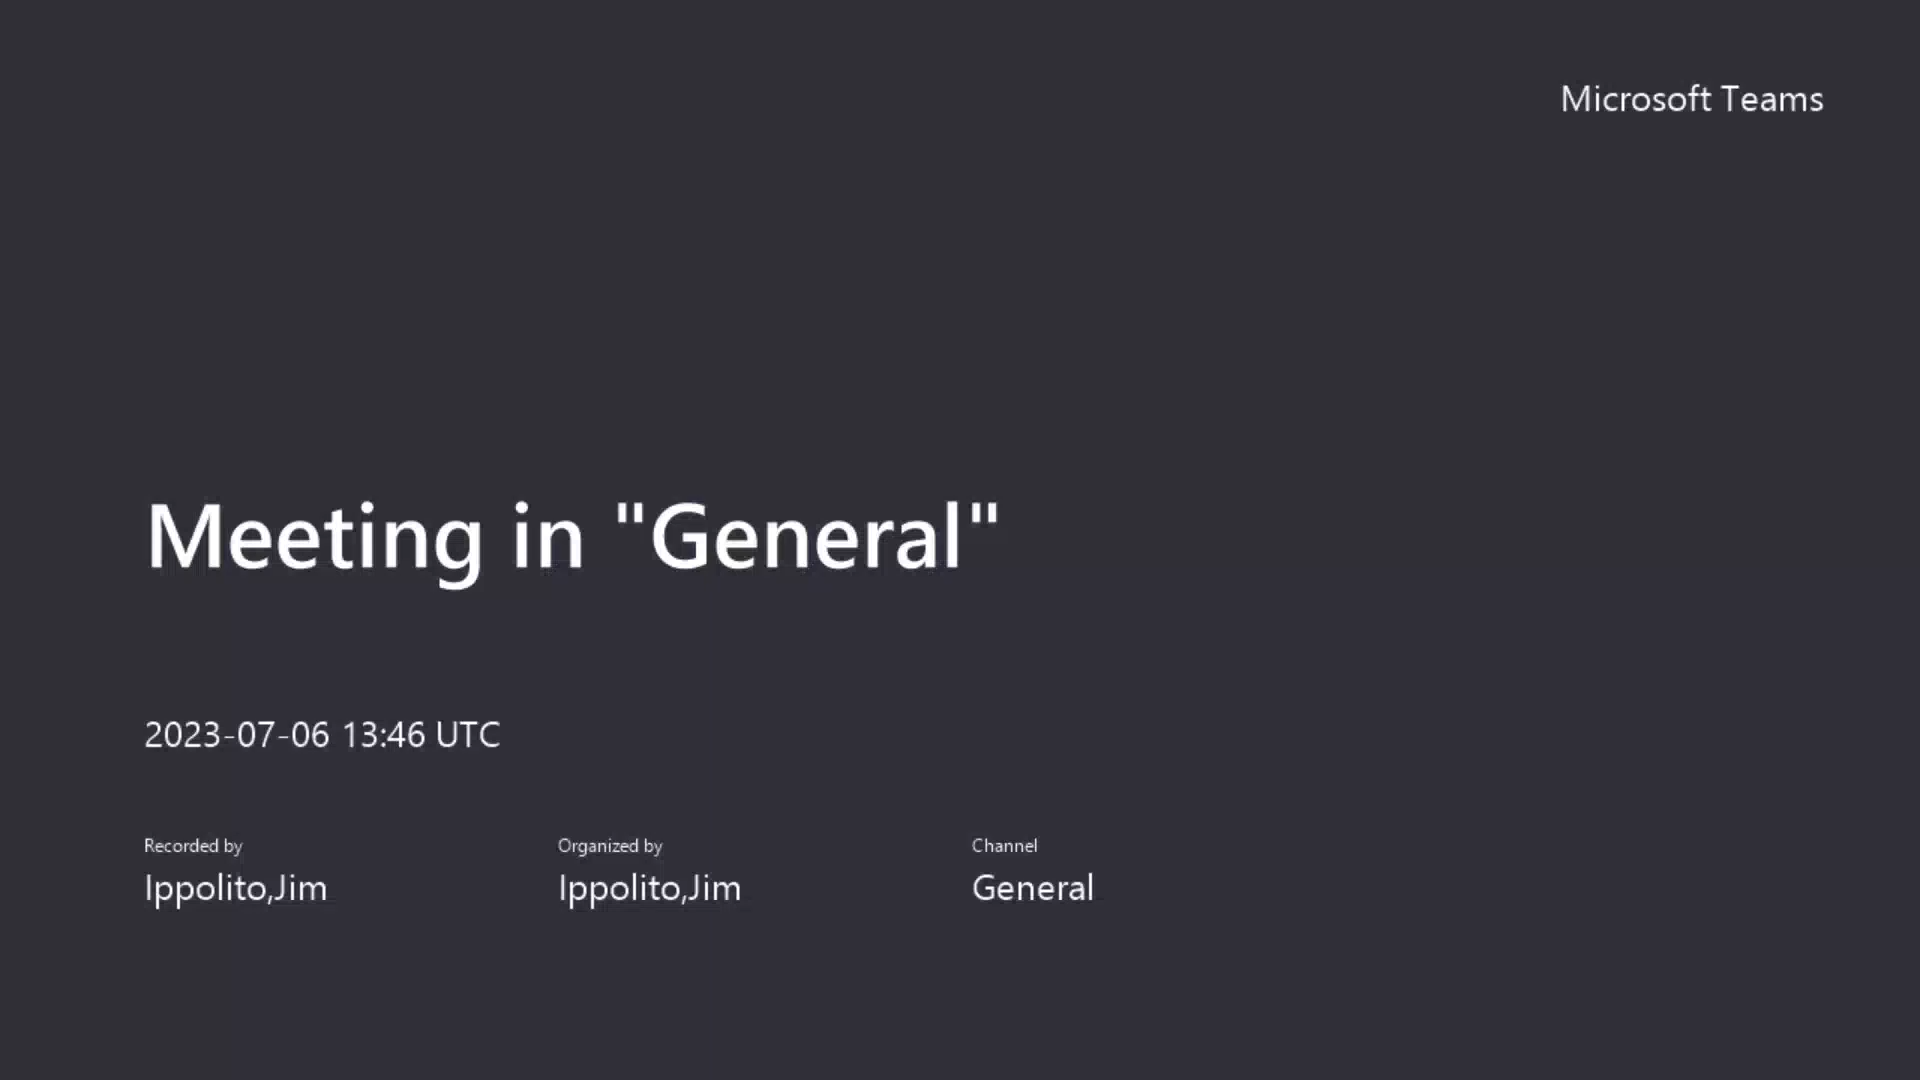 Microsoft Teams
Meeting in "General"
2023-07-06 13:46 UTC
Recorded by
Ippolito,Jim
Organized by
Ippolito,Jim
Channel
General